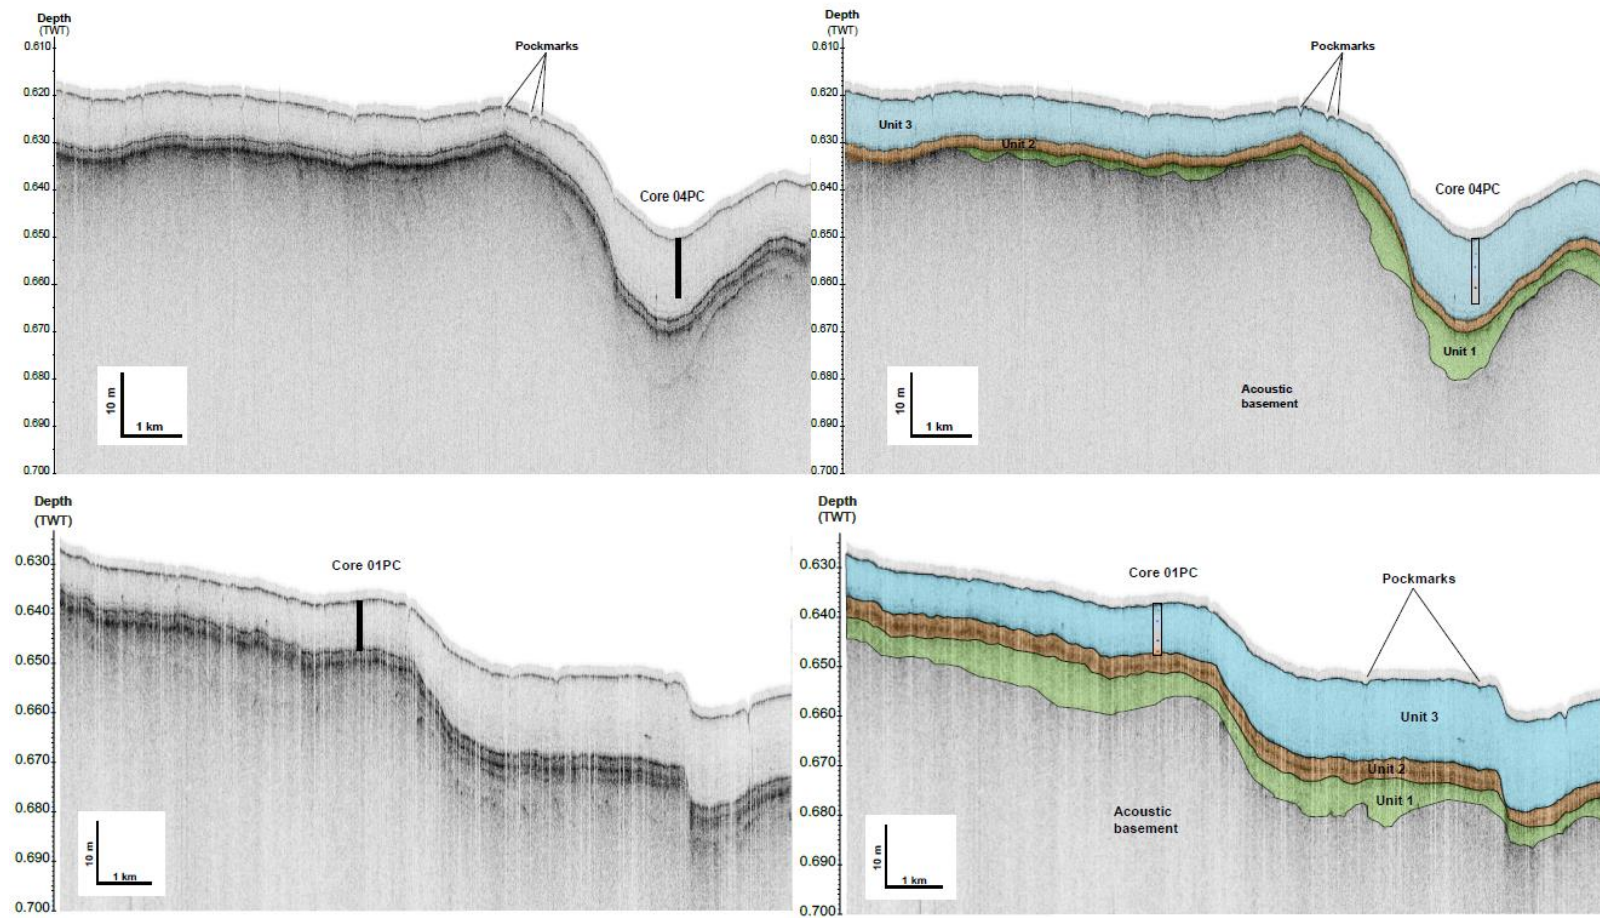 Depth
(TWT)
0.610
0.620
0.630
0.640
0.650
0.660
0.670
0.680
0.690
0.700
Pockmarks
Core 04PC
10 m
1 km
Depth
(TWT)
0.610
0.620
0.630
0.640
0.650
0.660
0.670
0.680
0.690
0.700
Pockmarks
Unit 3
Unit 2
Core 04PC
Unit 1
Acoustic
basement
10 m
1 km
Depth
(TWT)
0.630
0.640
0.650
0.660
0.670
0.680
0.690
0.700
Core 01PC
10 m
1 km
Depth
(TWT)
0.630
0.640
0.650
0.660
0.670
0.680
0.690
0.700
Core 01PC
Pockmarks
Unit 3
Unit 2
Unit 1
Acoustic
basement
10 m
1 km